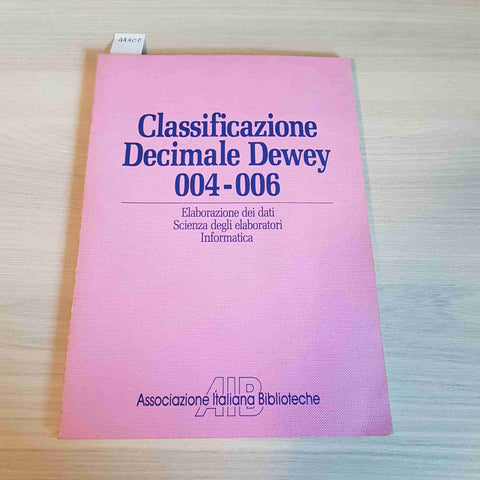 Classificazione
Decimale Dewey
004-006
Elaborazione dei dati
Scienza degli elaboratori
Informatica
AIB
Associazione Italiana Biblioteche